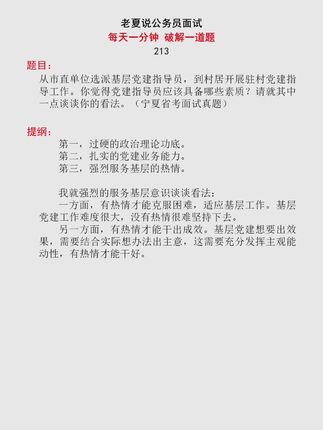 老夏说公务员面试
每天一分钟 破解一道题
213
题目：
从市直单位选派基层党建指导员，到村居开展驻村党建指
导工作。你觉得党建指导员应该具备哪些素质？请就其中
一点谈谈你的看法。（宁夏省考面试真题）
提纲：
第一，过硬的政治理论功底。
第二，扎实的党建业务能力。
第三，强烈服务基层的热情。
我就强烈的服务基层意识谈谈看法：
一方面，有热情才能克服困难，适应基层工作。基层
党建工作难度很大，没有热情很难坚持下去。
另一方面，有热情才能干出成效。基层党建想要出效
果，需要结合实际想办法出主意，这需要充分发挥主观能
动性，有热情才能干好。